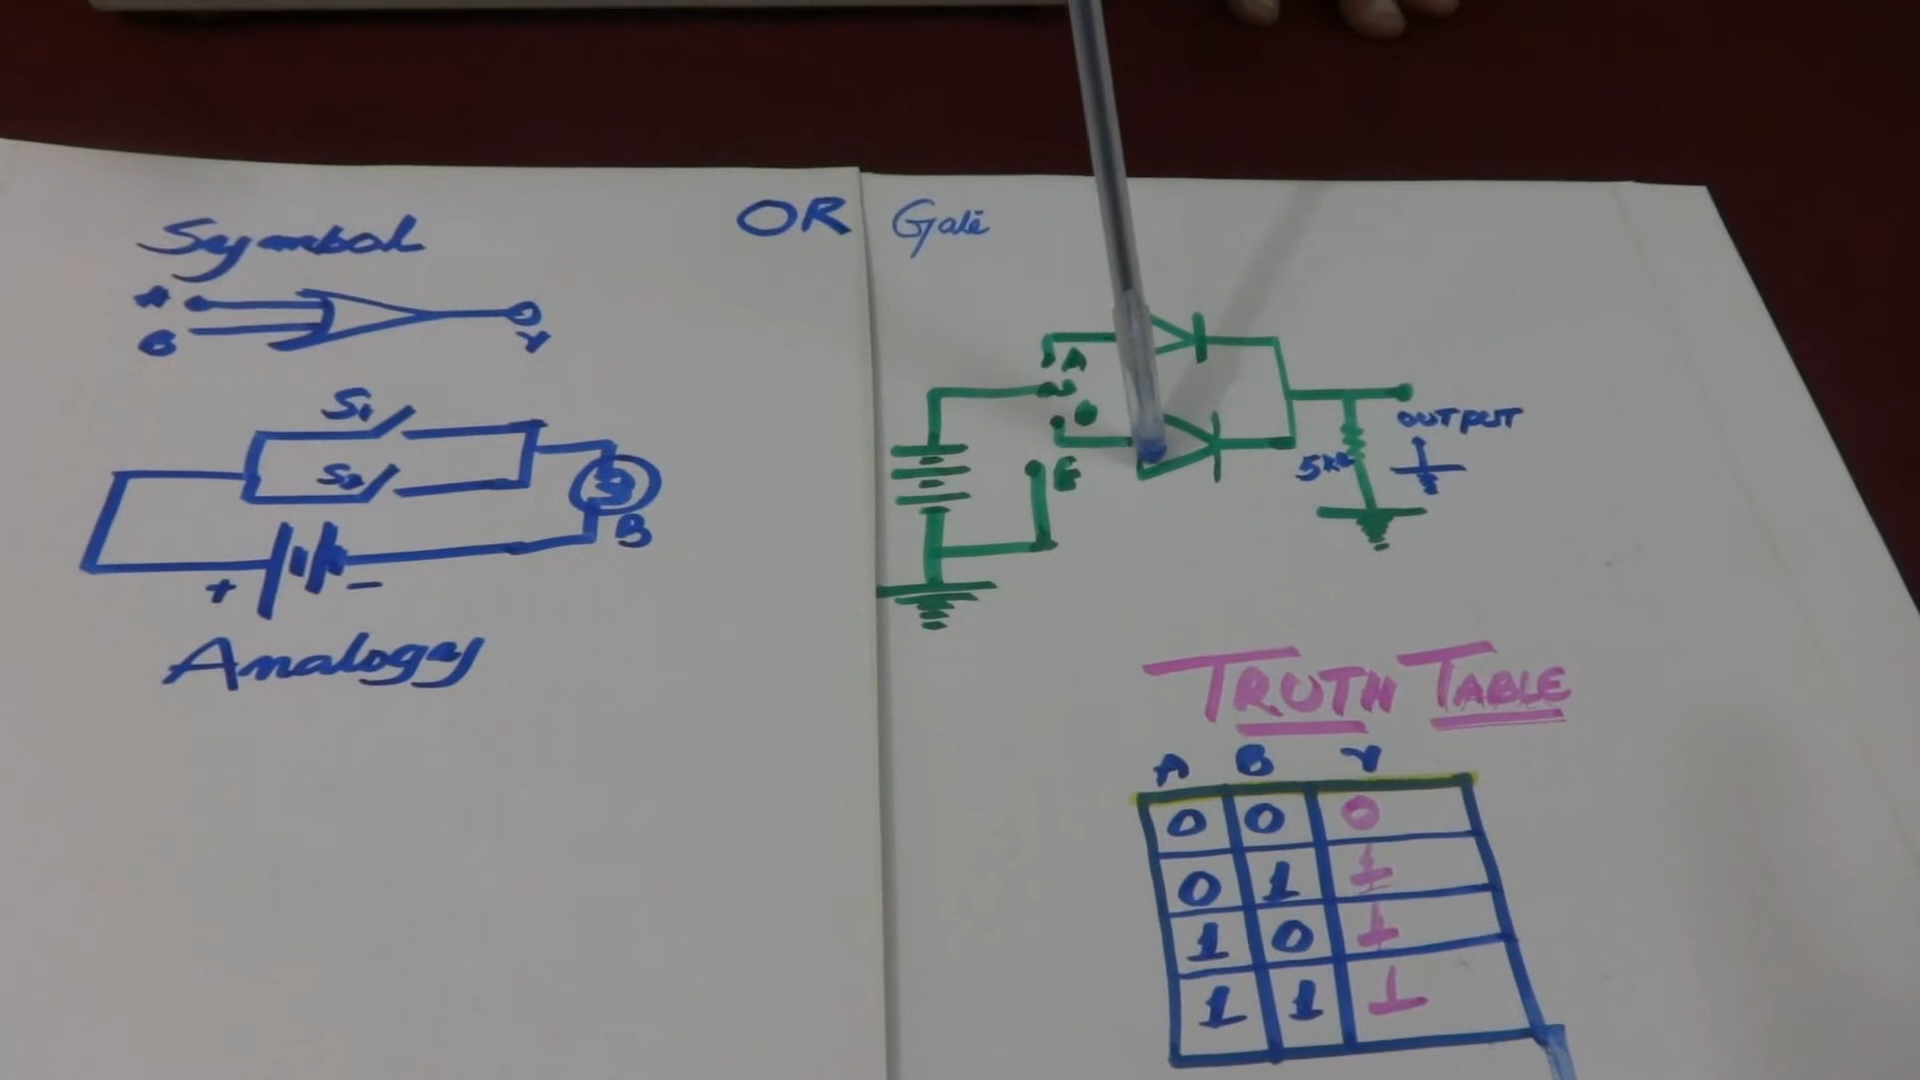 OR Gate
Symbol
A
B
Y
S1
S2
B
+ -
Analogy
A
B
E
OUTPUT
5K
TRUTH TABLE
A B Y
0 0 0
0 1 1
1 0 1
1 1 1